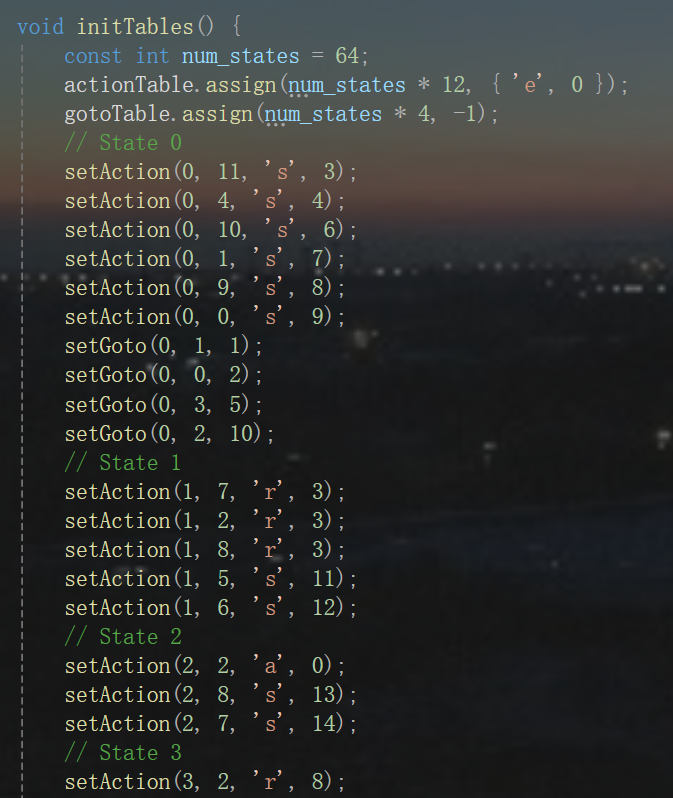 void initTables() {
    const int num_states = 64;
    actionTable.assign(num_states * 12, { 'e', 0 });
    gotoTable.assign(num_states * 4, -1);
    // State 0
    setAction(0, 11, 's', 3);
    setAction(0, 4, 's', 4);
    setAction(0, 10, 's', 6);
    setAction(0, 1, 's', 7);
    setAction(0, 9, 's', 8);
    setAction(0, 0, 's', 9);
    setGoto(0, 1, 1);
    setGoto(0, 0, 2);
    setGoto(0, 3, 5);
    setGoto(0, 2, 10);
    // State 1
    setAction(1, 7, 'r', 3);
    setAction(1, 2, 'r', 3);
    setAction(1, 8, 'r', 3);
    setAction(1, 5, 's', 11);
    setAction(1, 6, 's', 12);
    // State 2
    setAction(2, 2, 'a', 0);
    setAction(2, 8, 's', 13);
    setAction(2, 7, 's', 14);
    // State 3
    setAction(3, 2, 'r', 8);